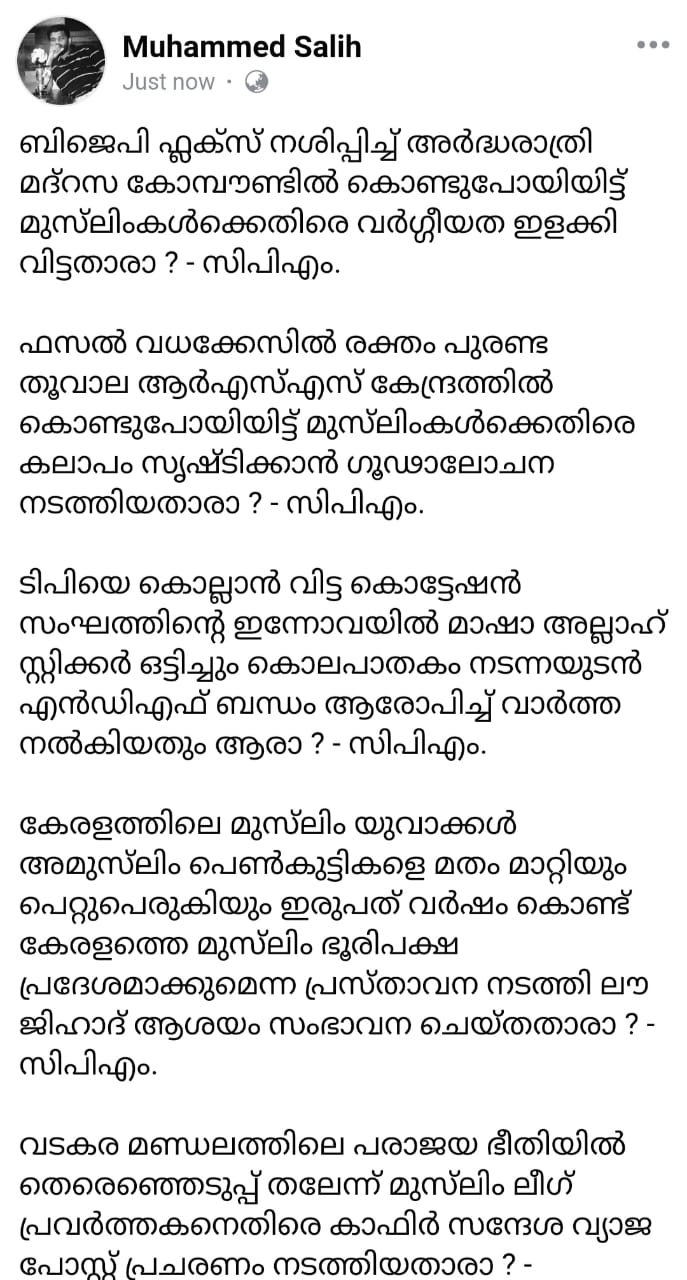 Muhammed Salih
Just now ·
ബിജെപി ഫ്ലക്സ് നശിപ്പിച്ച് അർദ്ധരാത്രി
മദ്റസ കോമ്പൗണ്ടിൽ കൊണ്ടുപോയിയിട്ട്
മുസ്‌ലിംകൾക്കെതിരെ വർഗ്ഗീയത ഇളക്കി
വിട്ടതാരാ ? - സിപിഎം.
ഫസൽ വധക്കേസിൽ രക്തം പുരണ്ട
തൂവാല ആർഎസ്എസ് കേന്ദ്രത്തിൽ
കൊണ്ടുപോയിയിട്ട് മുസ്‌ലിംകൾക്കെതിരെ
കലാപം സൃഷ്ടിക്കാൻ ഗൂഢാലോചന
നടത്തിയതാരാ ? - സിപിഎം.
ടിപിയെ കൊല്ലാൻ വിട്ട കൊട്ടേഷൻ
സംഘത്തിന്റെ ഇന്നോവയിൽ മാഷാ അല്ലാഹ്
സ്റ്റിക്കർ ഒട്ടിച്ചും കൊലപാതകം നടന്നയുടൻ
എൻഡിഎഫ് ബന്ധം ആരോപിച്ച് വാർത്ത
നൽകിയതും ആരാ ? - സിപിഎം.
കേരളത്തിലെ മുസ്‌ലിം യുവാക്കൾ
അമുസ്‌ലിം പെൺകുട്ടികളെ മതം മാറ്റിയും
പെറ്റുപെരുകിയും ഇരുപത് വർഷം കൊണ്ട്
കേരളത്തെ മുസ്‌ലിം ഭൂരിപക്ഷ
പ്രദേശമാക്കുമെന്ന പ്രസ്താവന നടത്തി ലൗ
ജിഹാദ് ആശയം സംഭാവന ചെയ്തതാരാ ? -
സിപിഎം.
വടകര മണ്ഡലത്തിലെ പരാജയ ഭീതിയിൽ
തെരെഞ്ഞെടുപ്പ് തലേന്ന് മുസ്‌ലിം ലീഗ്
പ്രവർത്തകനെതിരെ കാഫിർ സന്ദേശ വ്യാജ
പോസ്റ്റ് പ്രചരണം നടത്തിയതാരാ ? -